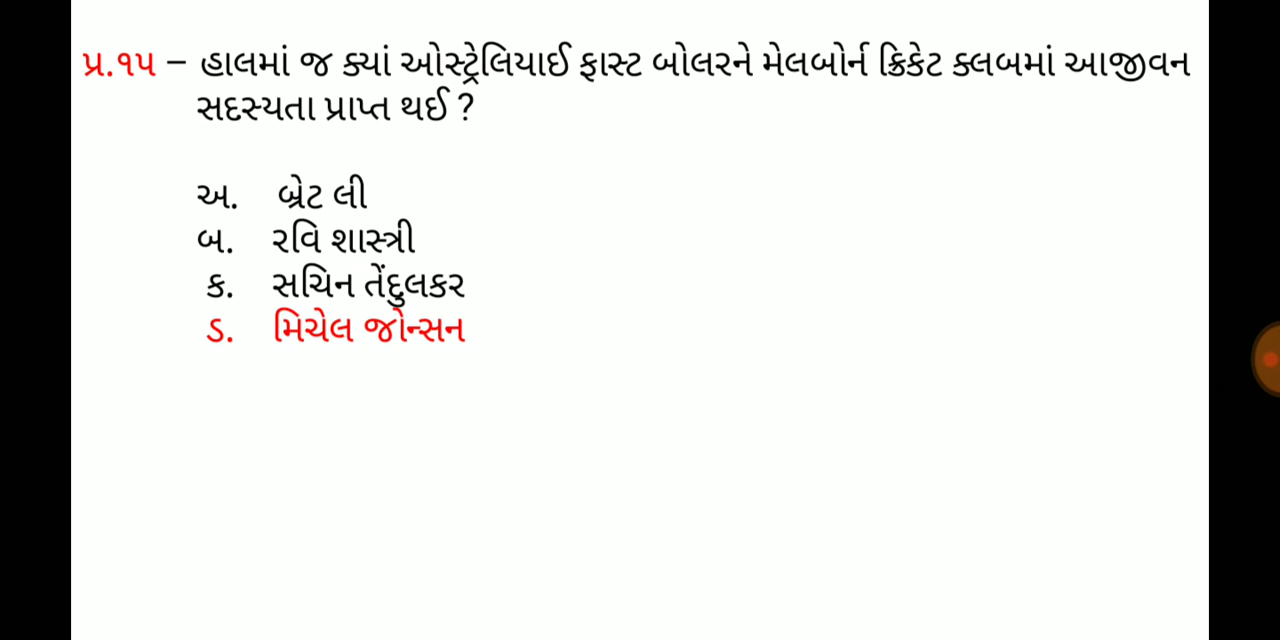 પ્ર.૧૫ – હાલમાં જ ક્યાં ઓસ્ટ્રેલિયાઈ ફાસ્ટ બોલરને મેલબોર્ન ક્રિકેટ ક્લબમાં આજીવન
સદસ્યતા પ્રાપ્ત થઈ ?
અ. બ્રેટ લી
બ. રવિ શાસ્ત્રી
ક. સચિન તેંદુલકર
ડ. મિચેલ જોન્સન